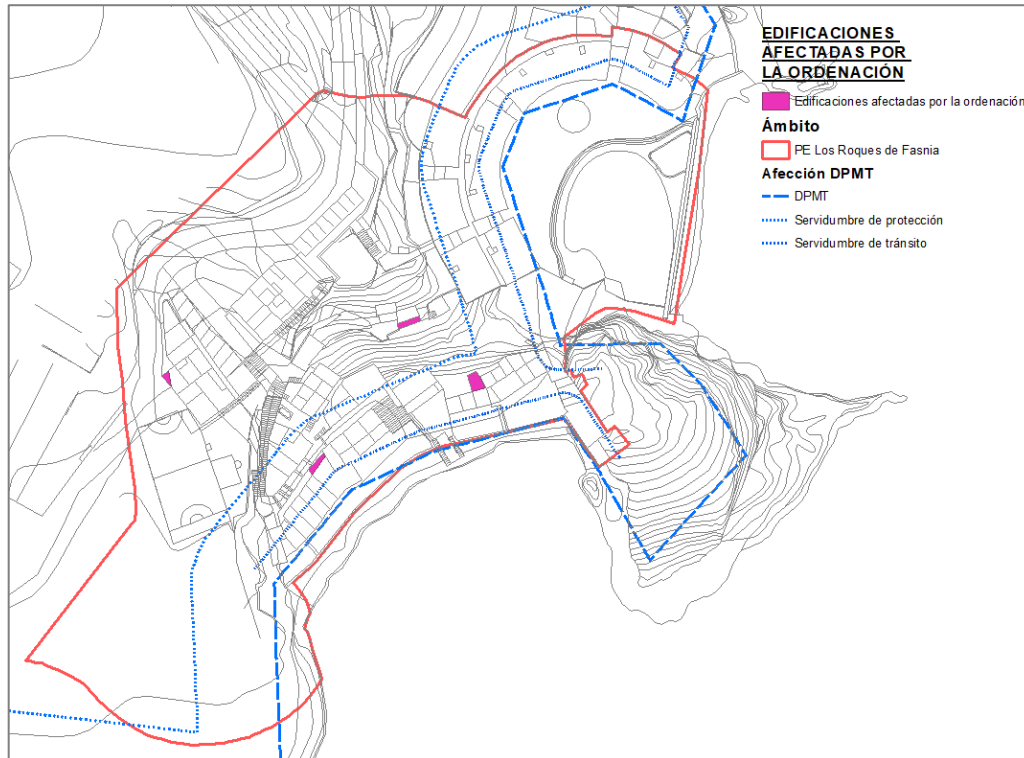 EDIFICACIONES
AFECTADAS POR
LA ORDENACIÓN
Edificaciones afectadas por la ordenación
Ámbito
PE Los Roques de Fasnia
Afección DPMT
DPMT
Servidumbre de protección
Servidumbre de tránsito